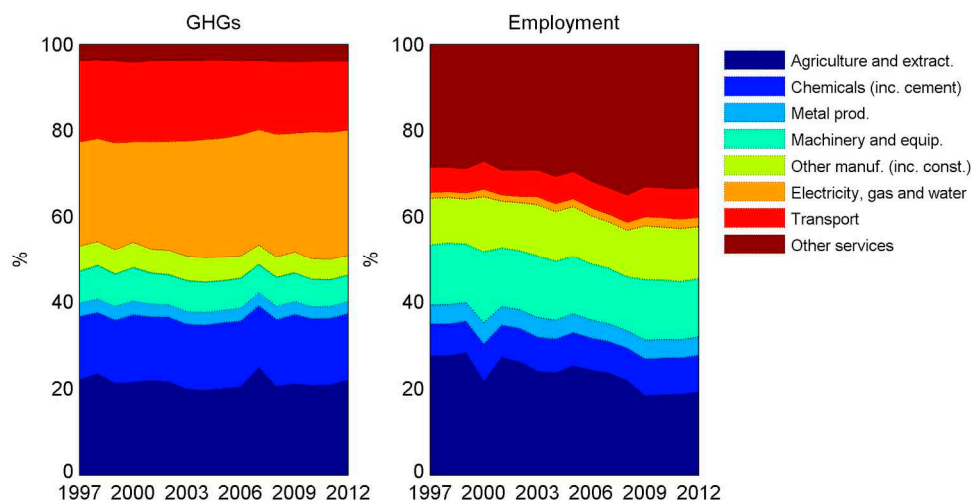 GHGs
Employment
100
80
60
40
20
0
%
1997 2000 2003 2006 2009 2012
100
80
60
40
20
0
%
1997 2000 2003 2006 2009 2012
Agriculture and extract.
Chemicals (inc. cement)
Metal prod.
Machinery and equip.
Other manuf. (inc. const.)
Electricity, gas and water
Transport
Other services